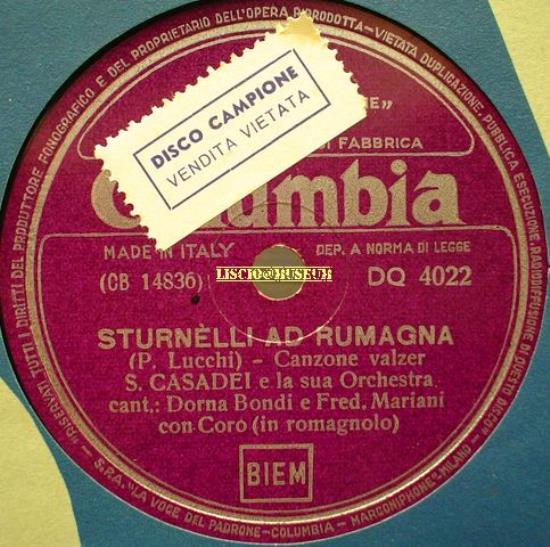 DISCO CAMPIONE
VENDITA VIETATA
DI FABBRICA
Columbia
MADE IN ITALY
DEP. A NORMA DI LEGGE
(CB 14836)
LISCIO@MUSEUM
DQ 4022
STURNÈLLI AD RUMAGNA
(P. Lucchi) - Canzone valzer
S. CASADEI e la sua Orchestra
cant.: Dorna Bondi e Fred. Mariani
con Coro (in romagnolo)
BIEM
"RISERVATI TUTTI I DIRITTI DEL PRODUTTORE FONOGRAFICO E DEL PROPRIETARIO DELL'OPERA RIPRODOTTA - VIETATA DUPLICAZIONE, PUBBLICA ESECUZIONE, RADIODIFFUSIONE DI QUESTO DISCO"
- S.P.A. "LA VOCE DEL PADRONE - COLUMBIA - MARCONIPHONE", MILANO -